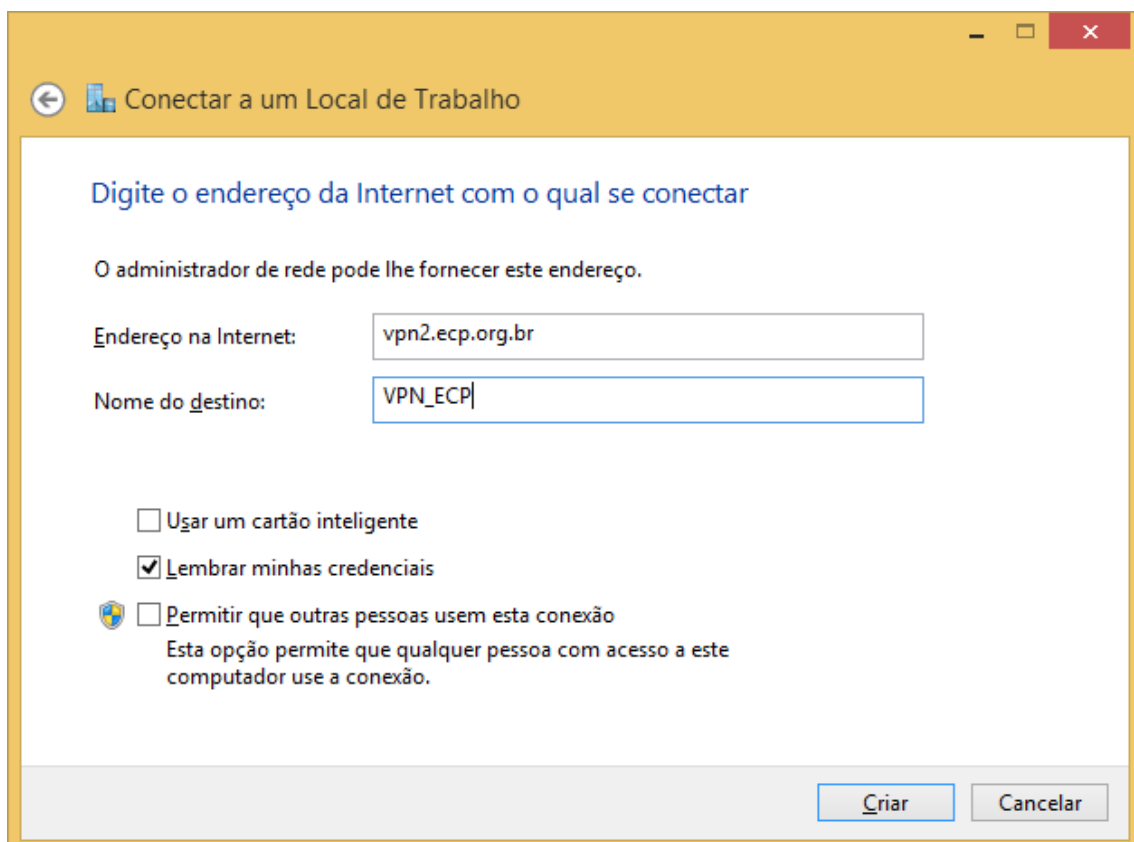 Conectar a um Local de Trabalho
Digite o endereço da Internet com o qual se conectar
O administrador de rede pode lhe fornecer este endereço.
Endereço na Internet: vpn2.ecp.org.br
Nome do destino: VPN_ECP
Usar um cartão inteligente
Lembrar minhas credenciais
Permitir que outras pessoas usem esta conexão
Esta opção permite que qualquer pessoa com acesso a este
computador use a conexão.
Criar Cancelar